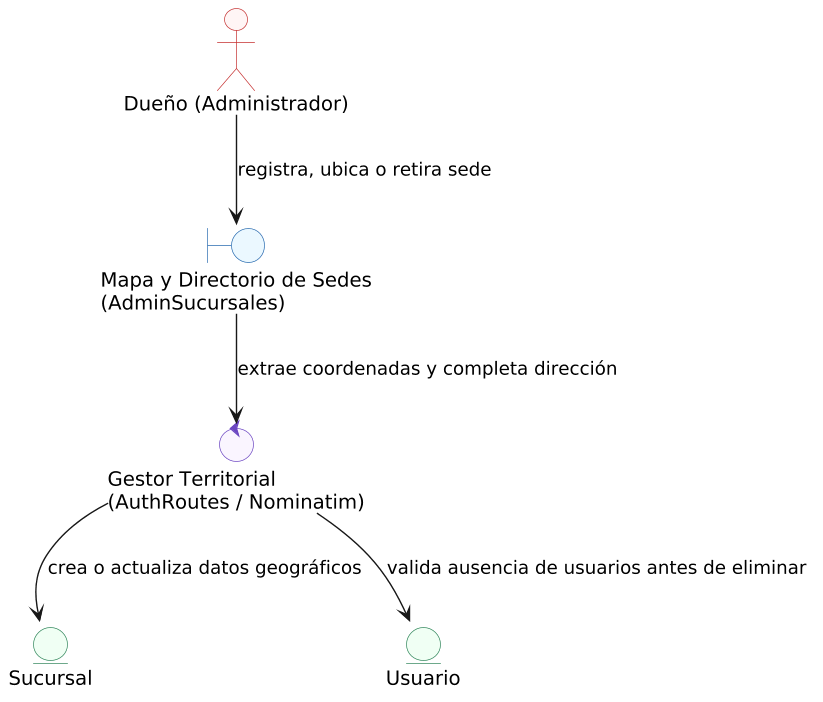 Dueño (Administrador)
registra, ubica o retira sede
Mapa y Directorio de Sedes
(AdminSucursales)
extrae coordenadas y completa dirección
Gestor Territorial
(AuthRoutes / Nominatim)
crea o actualiza datos geográficos
valida ausencia de usuarios antes de eliminar
Sucursal
Usuario